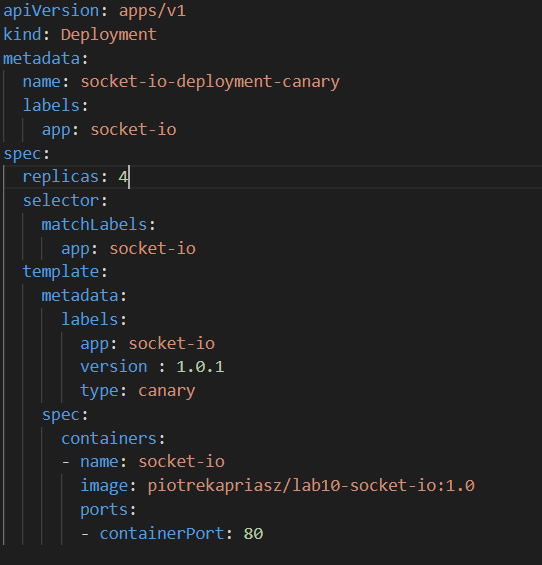 apiVersion: apps/v1
kind: Deployment
metadata:
  name: socket-io-deployment-canary
  labels:
    app: socket-io
spec:
  replicas: 4
  selector:
    matchLabels:
      app: socket-io
  template:
    metadata:
      labels:
        app: socket-io
        version : 1.0.1
        type: canary
    spec:
      containers:
      - name: socket-io
        image: piotrekapriasz/lab10-socket-io:1.0
        ports:
        - containerPort: 80